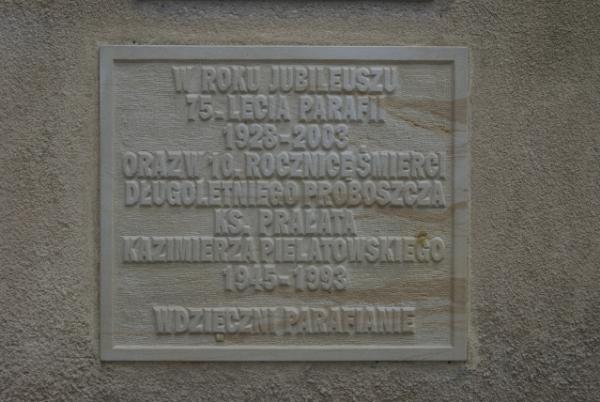 W ROKU JUBILEUSZU
75. LECIA PARAFII
1928-2003
ORAZ W 10. ROCZNICĘ ŚMIERCI
DŁUGOLETNIEGO PROBOSZCZA
KS. PRAŁATA
KAZIMIERZA PIELATOWSKIEGO
1945-1993
WDZIĘCZNI PARAFIANIE